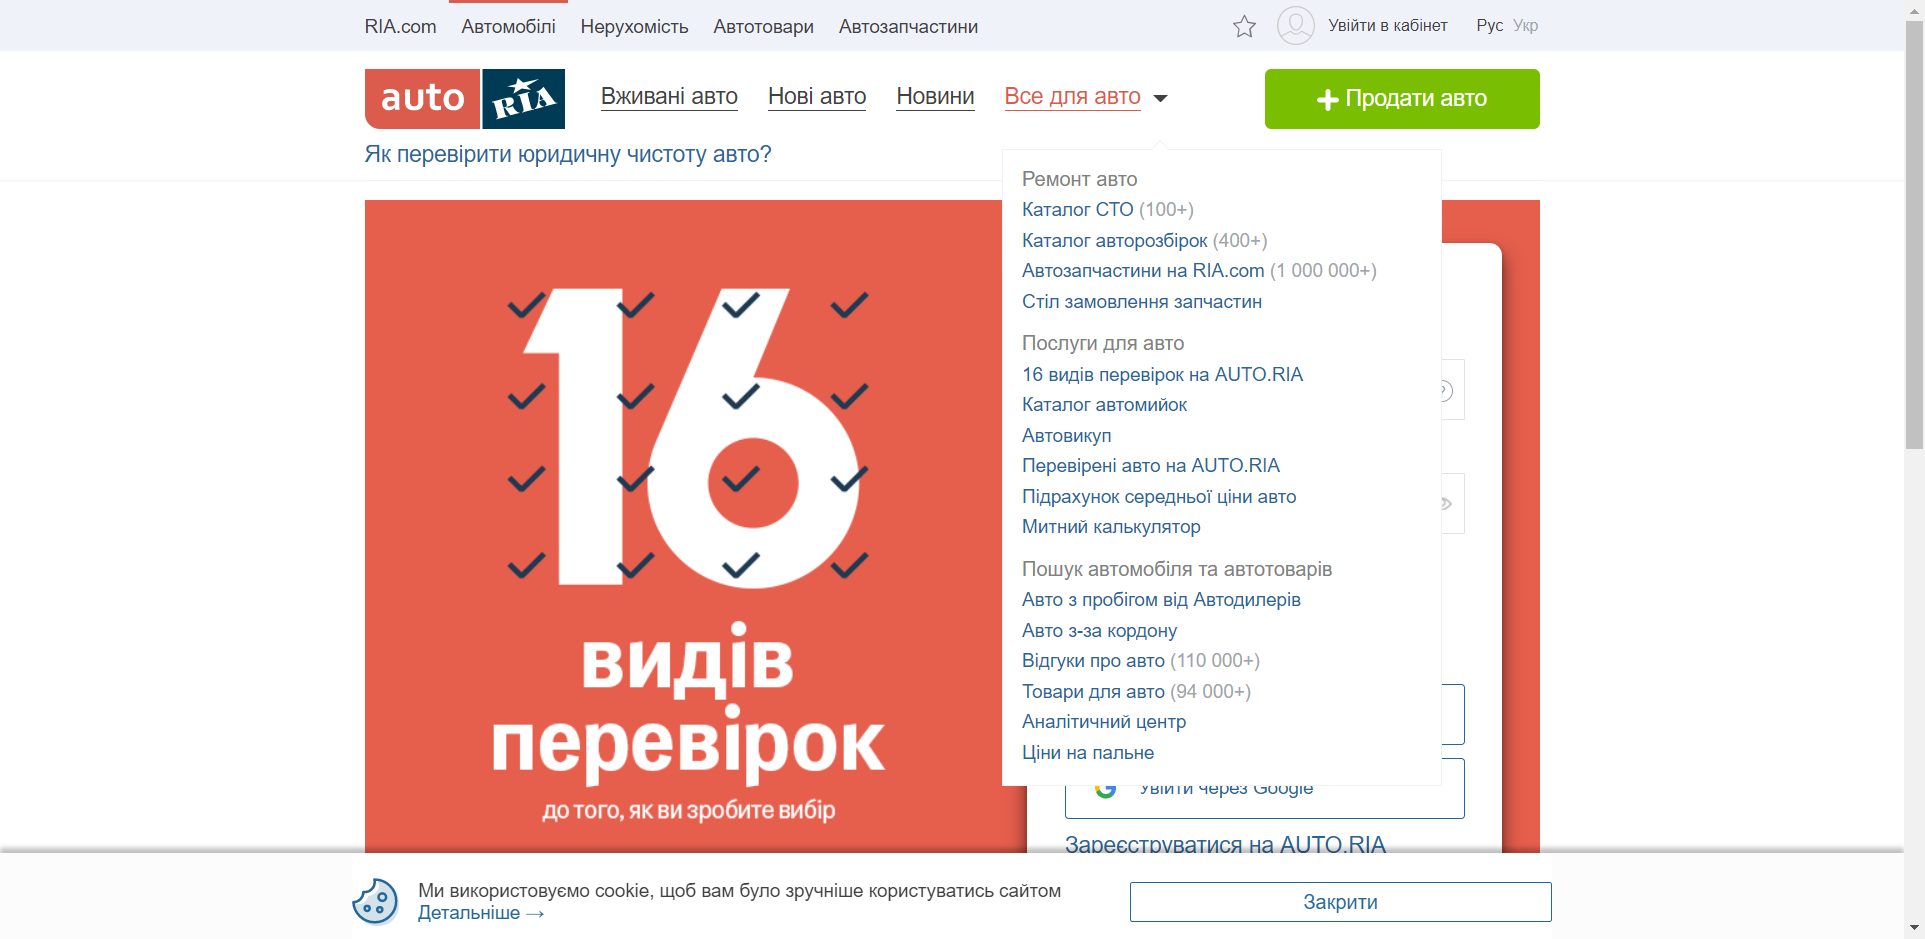 RIA.com Автомобілі Нерухомість Автотовари Автозапчастини Увійти в кабінет Рус Укр
auto RIA Вживані авто Нові авто Новини Все для авто Продати авто
Як перевірити юридичну чистоту авто?
Ремонт авто
Каталог СТО (100+)
Каталог авторозбірок (400+)
Автозапчастини на RIA.com (1 000 000+)
Стіл замовлення запчастин
Послуги для авто
16 видів перевірок на AUTO.RIA
Каталог автомийок
Автовикуп
Перевірені авто на AUTO.RIA
Підрахунок середньої ціни авто
Митний калькулятор
Пошук автомобіля та автотоварів
Авто з пробігом від Автодилерів
Авто з-за кордону
Відгуки про авто (110 000+)
Товари для авто (94 000+)
Аналітичний центр
Ціни на пальне
16
видів
перевірок
до того, як ви зробите вибір
Увійти через Google
Зареєструватися на AUTO.RIA
Ми використовуємо cookie, щоб вам було зручніше користуватись сайтом
Детальніше →
Закрити